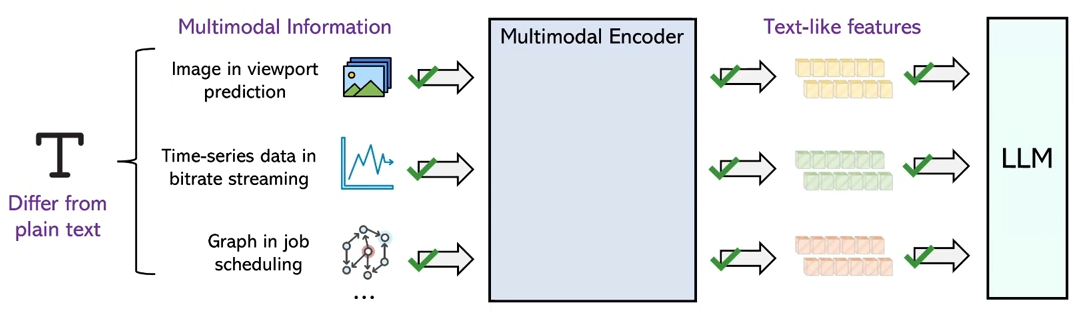 Multimodal Information
Text-like features
Multimodal Encoder
Image in viewport
prediction
T
Time-series data in
bitrate streaming
LLM
Differ from
plain text
Graph in job
scheduling
...